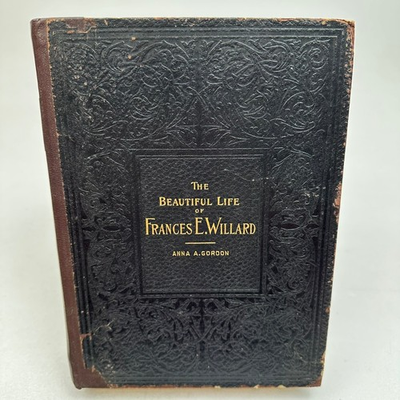 The
Beautiful Life
of
Frances E. Willard
Anna A. Gordon